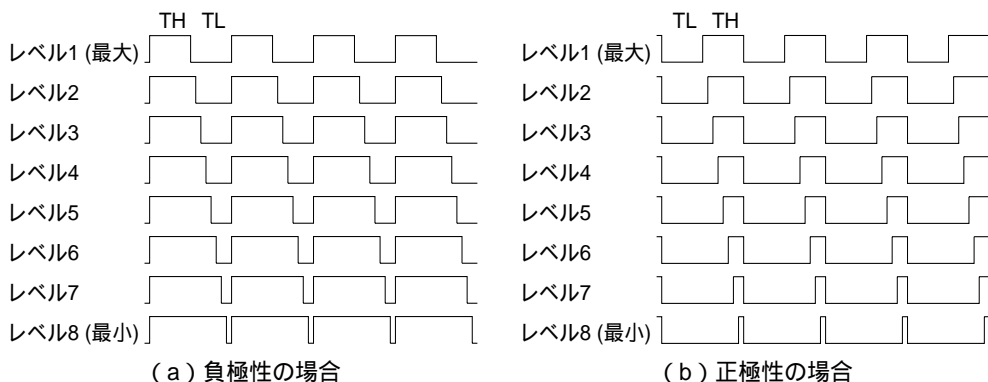 TH TL
レベル1 (最大)
レベル2
レベル3
レベル4
レベル5
レベル6
レベル7
レベル8 (最小)
(a) 負極性の場合
TL TH
レベル1 (最大)
レベル2
レベル3
レベル4
レベル5
レベル6
レベル7
レベル8 (最小)
(b) 正極性の場合